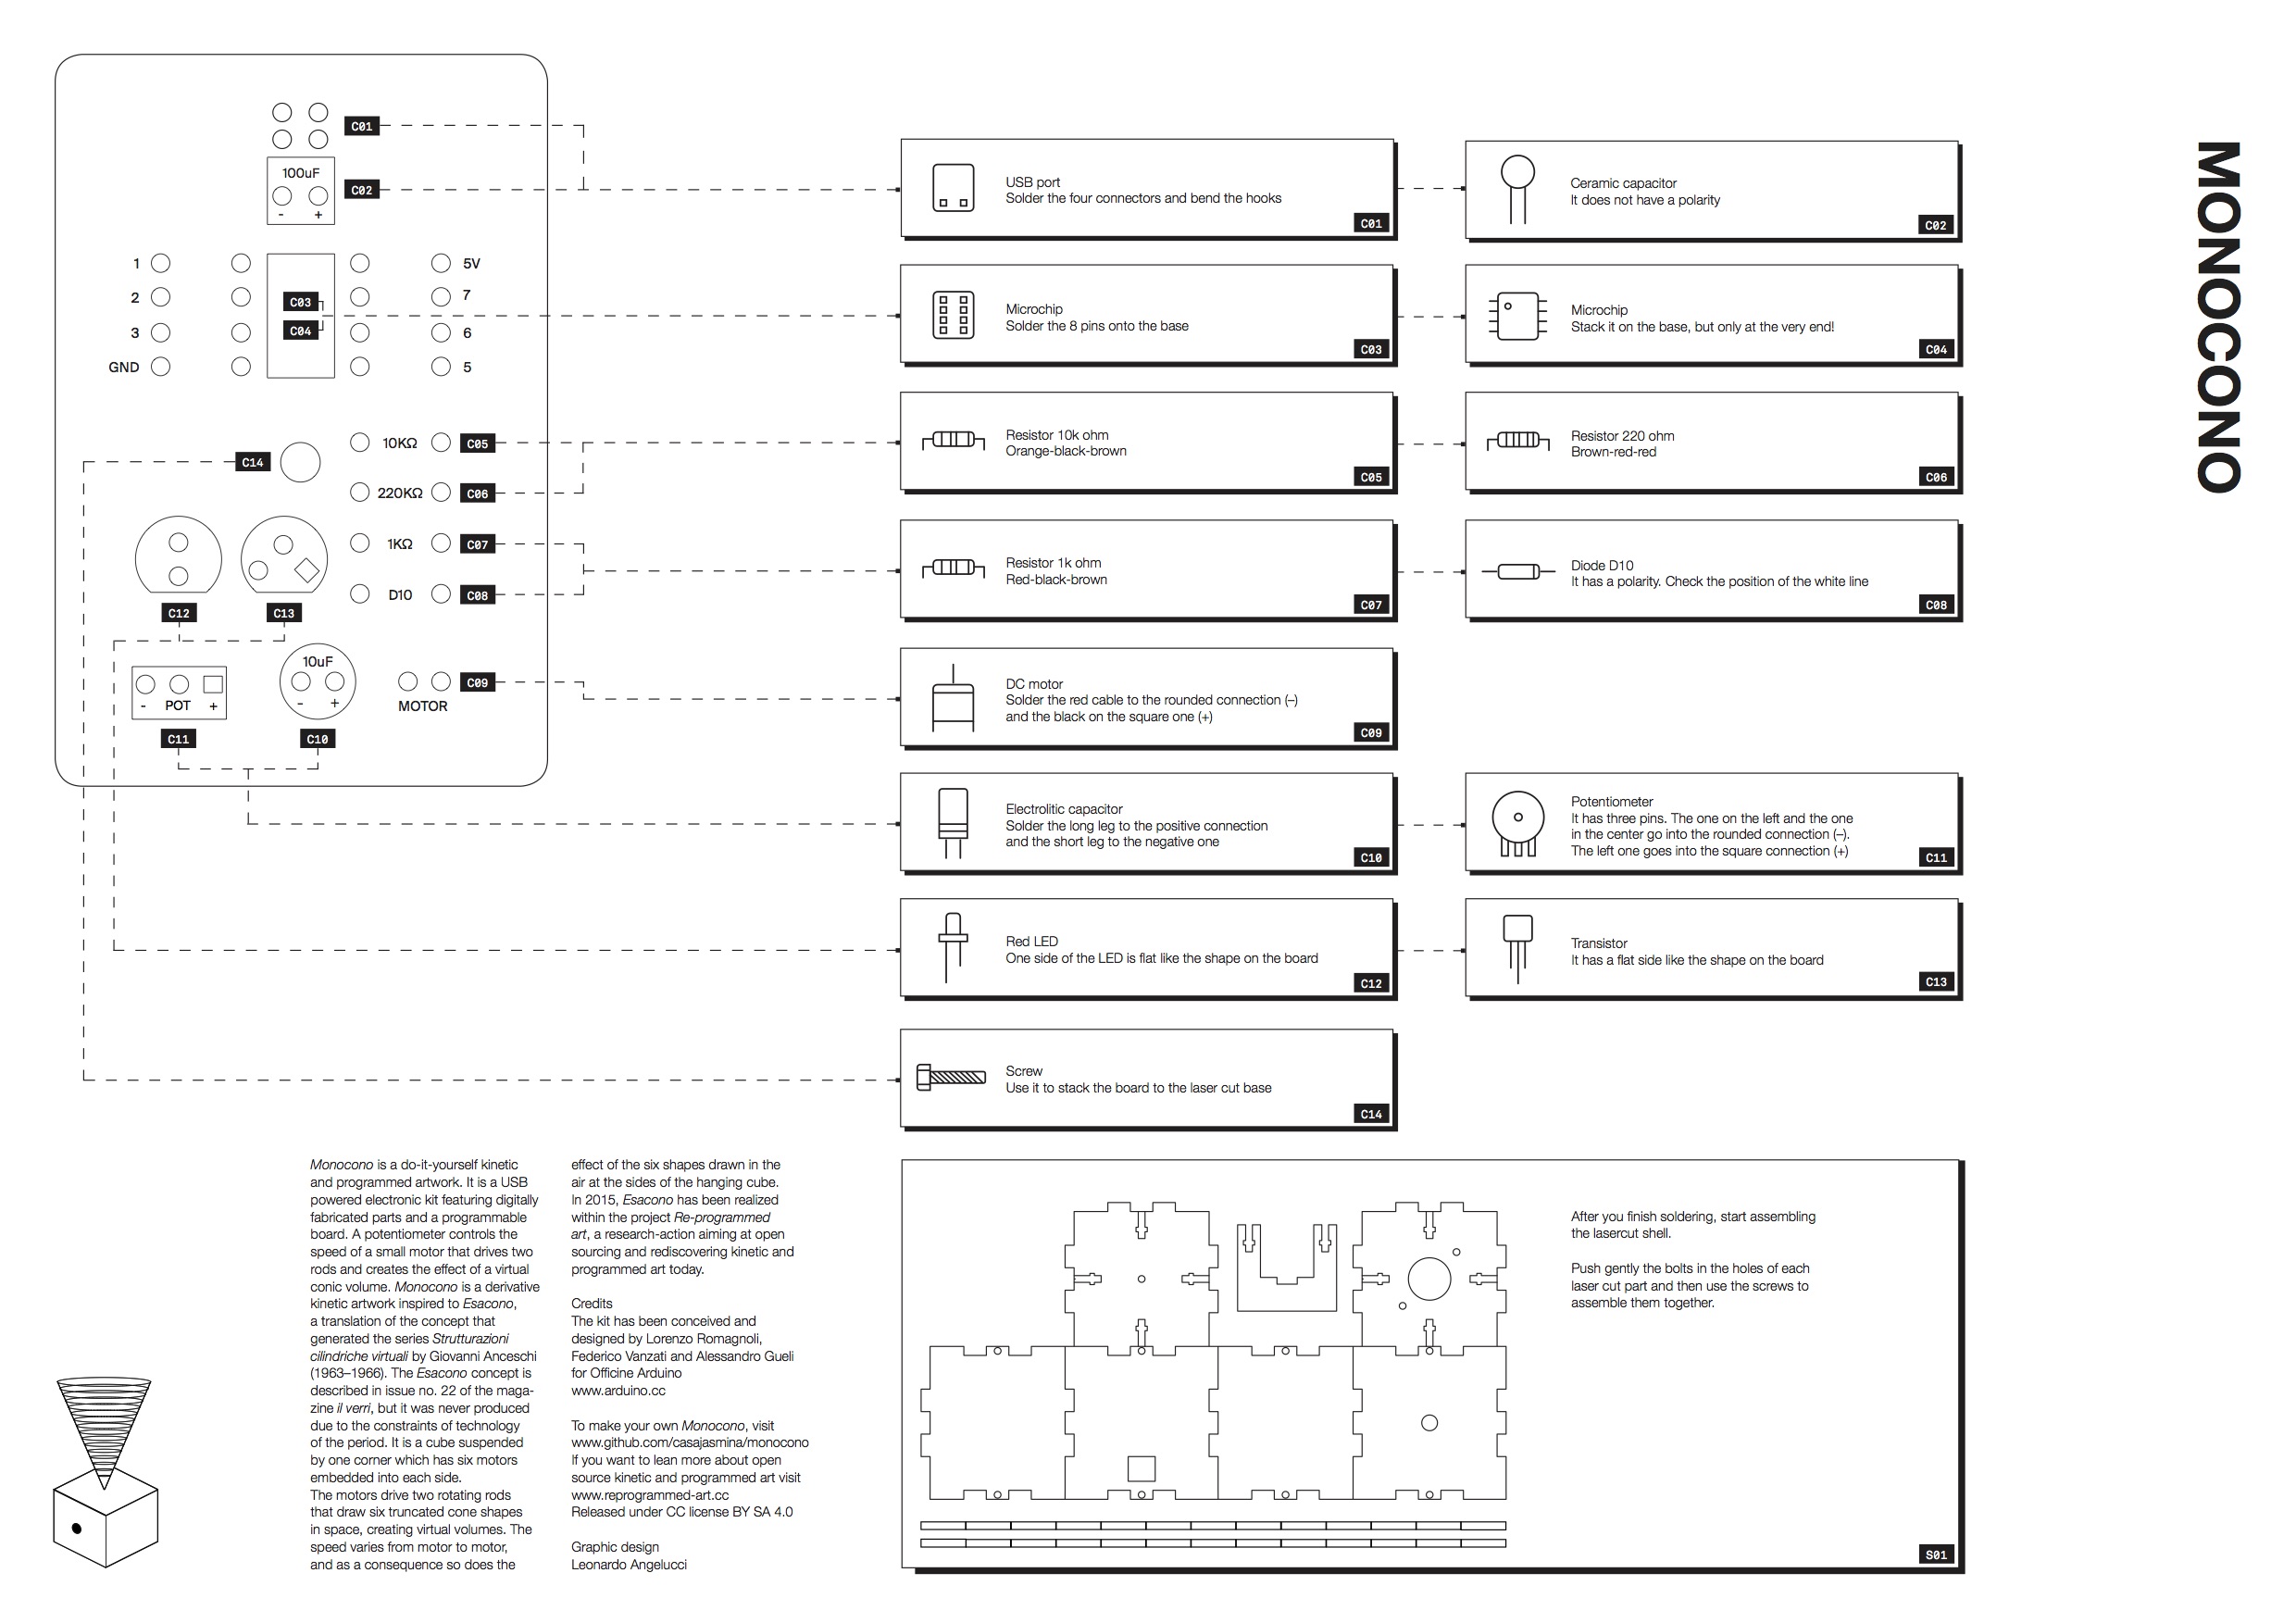 MONOCONO
C01
100uF
C02
- +
1
2
3
GND
C03
C04
5V
7
6
5
10KΩ
C05
C14
220KΩ
C06
1KΩ
C07
D10
C08
C12
C13
10uF
- +
- POT +
MOTOR
C09
C11
C10
USB port
Solder the four connectors and bend the hooks
C01
Ceramic capacitor
It does not have a polarity
C02
Microchip
Solder the 8 pins onto the base
C03
Microchip
Stack it on the base, but only at the very end!
C04
Resistor 10k ohm
Orange-black-brown
C05
Resistor 220 ohm
Brown-red-red
C06
Resistor 1k ohm
Red-black-brown
C07
Diode D10
It has a polarity. Check the position of the white line
C08
DC motor
Solder the red cable to the rounded connection (–)
and the black on the square one (+)
C09
Electrolitic capacitor
Solder the long leg to the positive connection
and the short leg to the negative one
C10
Potentiometer
It has three pins. The one on the left and the one
in the center go into the rounded connection (–).
The left one goes into the square connection (+)
C11
Red LED
One side of the LED is flat like the shape on the board
C12
Transistor
It has a flat side like the shape on the board
C13
Screw
Use it to stack the board to the laser cut base
C14
Monocono is a do-it-yourself kinetic
and programmed artwork. It is a USB
powered electronic kit featuring digitally
fabricated parts and a programmable
board. A potentiometer controls the
speed of a small motor that drives two
rods and creates the effect of a virtual
conic volume. Monocono is a derivative
kinetic artwork inspired to Esacono,
a translation of the concept that
generated the series Strutturazioni
cilindriche virtuali by Giovanni Anceschi
(1963–1966). The Esacono concept is
described in issue no. 22 of the maga-
zine il verri, but it was never produced
due to the constraints of technology
of the period. It is a cube suspended
by one corner which has six motors
embedded into each side.
The motors drive two rotating rods
that draw six truncated cone shapes
in space, creating virtual volumes. The
speed varies from motor to motor,
and as a consequence so does the
effect of the six shapes drawn in the
air at the sides of the hanging cube.
In 2015, Esacono has been realized
within the project Re-programmed
art, a research-action aiming at open
sourcing and rediscovering kinetic and
programmed art today.
Credits
The kit has been conceived and
designed by Lorenzo Romagnoli,
Federico Vanzati and Alessandro Gueli
for Officine Arduino
www.arduino.cc
To make your own Monocono, visit
www.github.com/casajasmina/monocono
If you want to lean more about open
source kinetic and programmed art visit
www.reprogrammed-art.cc
Released under CC license BY SA 4.0
Graphic design
Leonardo Angelucci
After you finish soldering, start assembling
the lasercut shell.
Push gently the bolts in the holes of each
laser cut part and then use the screws to
assemble them together.
S01